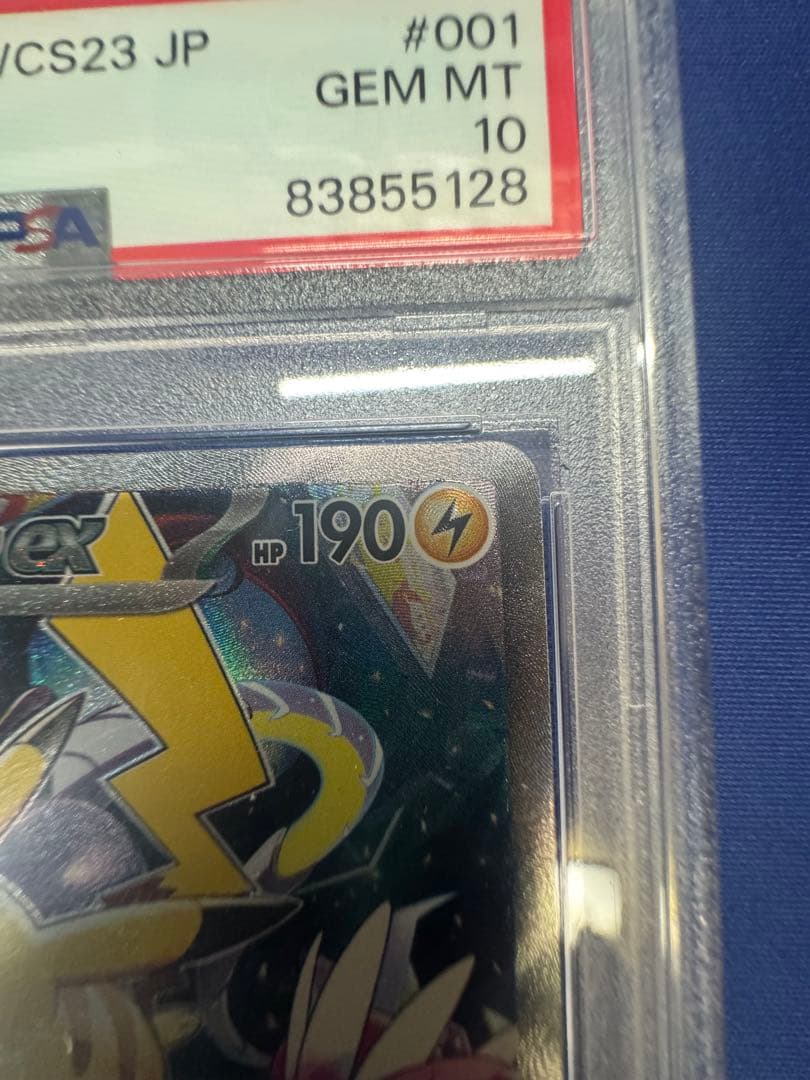 /CS23 JP #001
GEM MT
10
83855128
PSA
ex HP 190